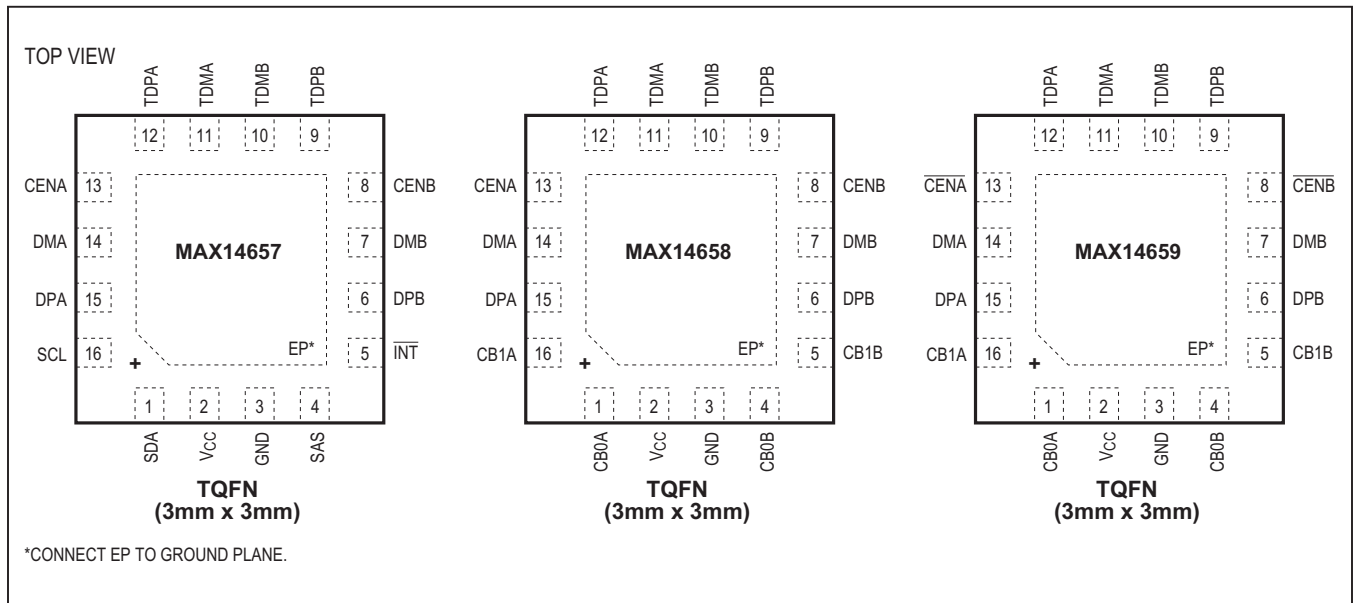 TOP VIEW
TDPA
TDMA
TDMB
TDPB
12 11 10 9
CENA 13
8 CENB
DMA 14
MAX14657
7 DMB
DPA 15
6 DPB
SCL 16
EP*
5 INT
+
1 2 3 4
SDA
VCC
GND
SAS
TQFN
(3mm x 3mm)
TDPA
TDMA
TDMB
TDPB
12 11 10 9
CENA 13
8 CENB
DMA 14
MAX14658
7 DMB
DPA 15
6 DPB
CB1A 16
EP*
5 CB1B
+
1 2 3 4
CB0A
VCC
GND
CB0B
TQFN
(3mm x 3mm)
TDPA
TDMA
TDMB
TDPB
12 11 10 9
CENA 13
8 CENB
DMA 14
MAX14659
7 DMB
DPA 15
6 DPB
CB1A 16
EP*
5 CB1B
+
1 2 3 4
CB0A
VCC
GND
CB0B
TQFN
(3mm x 3mm)
*CONNECT EP TO GROUND PLANE.